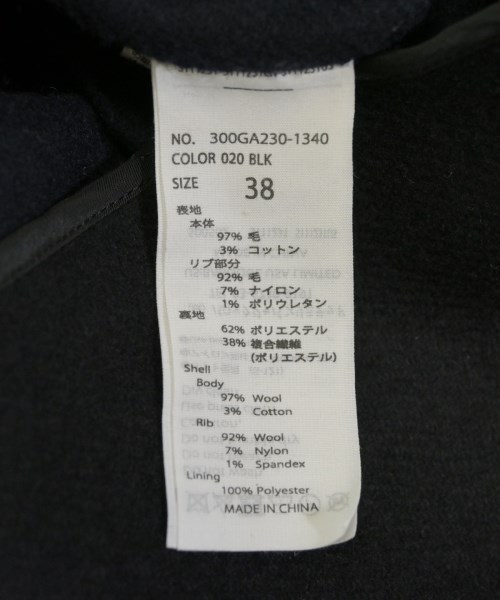 NO. 300GA230-1340
COLOR 020 BLK
SIZE 38
表地
本体
97% 毛
3% コットン
リブ部分
92% 毛
7% ナイロン
1% ポリウレタン
裏地
62% ポリエステル
38% 複合繊維
(ポリエステル)
Shell
Body
97% Wool
3% Cotton
Rib
92% Wool
7% Nylon
1% Spandex
Lining
100% Polyester
MADE IN CHINA